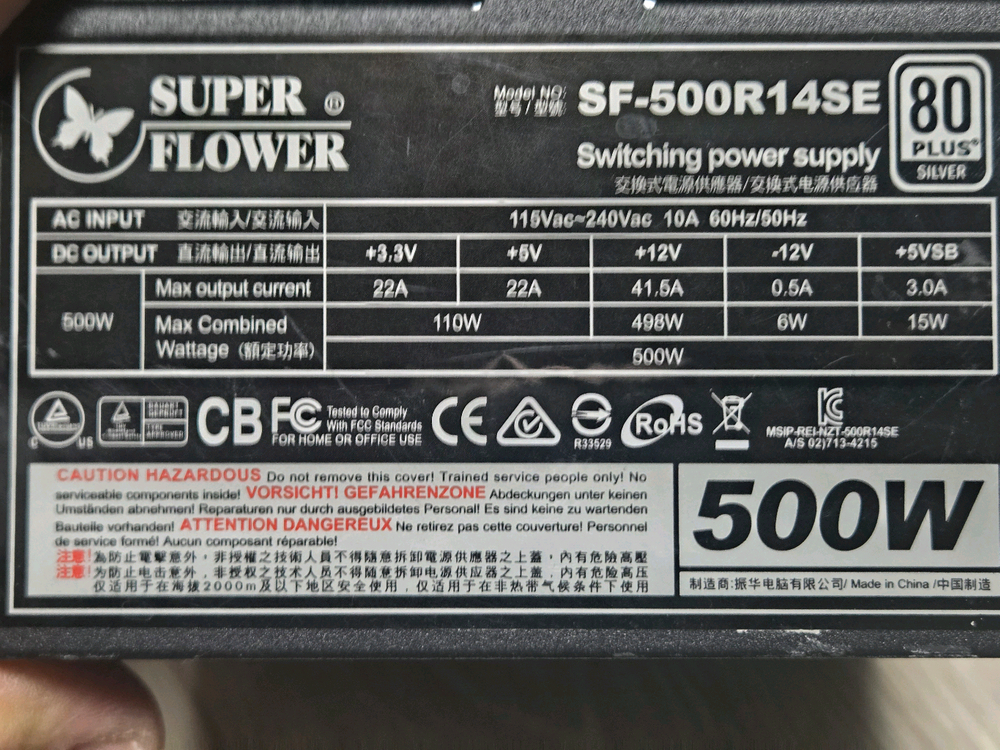 SUPER ®
FLOWER
Model NO:
型号 / 型號:
SF-500R14SE
80
PLUS®
SILVER
Switching power supply
交換式電源供應器/交换式电源供应器
AC INPUT 交流輸入/交流输入 115Vac~240Vac 10A 60Hz/50Hz
DC OUTPUT 直流輸出/直流输出 +3.3V +5V +12V -12V +5VSB
500W Max output current 22A 22A 41.5A 0.5A 3.0A
Max Combined 110W 498W 6W 15W
Wattage (額定功率) 500W
C US
BAUART
GEPRÜFT
TYPE
APPROVED
CB FC Tested to Comply
With FCC Standards
FOR HOME OR OFFICE USE
CE
R33529
RoHS
MSIP-REI-NZT-500R14SE
A/S 02)713-4215
CAUTION HAZARDOUS Do not remove this cover! Trained service people only! No
serviceable components inside! VORSICHT! GEFAHRENZONE Abdeckungen unter keinen
Umständen abnehmen! Reparaturen nur durch ausgebildetes Personal! Es sind keine zu wartenden
Bauteile vorhanden! ATTENTION DANGEREUX Ne retirez pas cette couverture! Personnel
de service formé! Aucun composant réparable!
注意! 為防止電擊意外，非授權之技術人員不得隨意拆卸電源供應器之上蓋，內有危險高壓
注意! 为防止电击意外，非授权之技术人员不得随意拆卸电源供应器之上盖，内有危险高压
仅适用于在海拔2000m及以下地区安全使用，仅适用于在非热带气候条件下使用
500W
制造商:振华电脑有限公司/ Made in China /中国制造